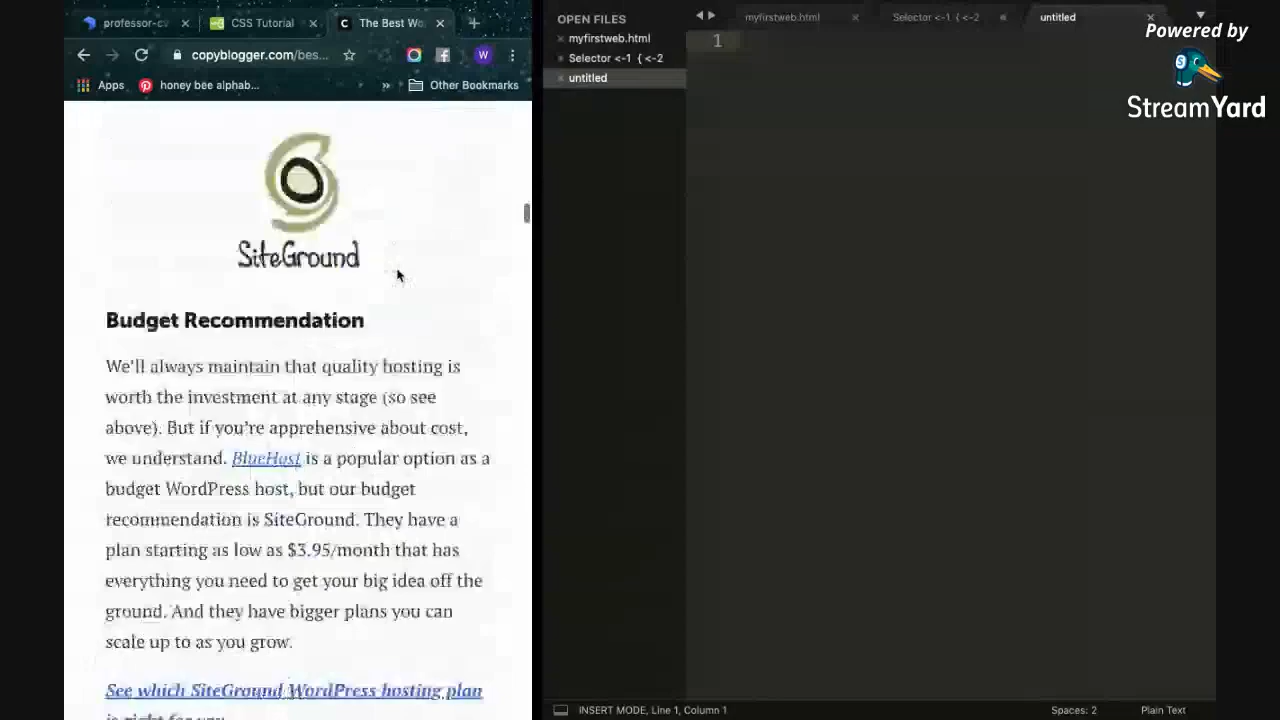 professor-c
CSS Tutorial
The Best Wo
copyblogger.com/bes...
W
Apps
honey bee alphab...
Other Bookmarks
SiteGround
Budget Recommendation
We'll always maintain that quality hosting is
worth the investment at any stage (so see
above). But if you're apprehensive about cost,
we understand. BlueHost is a popular option as a
budget WordPress host, but our budget
recommendation is SiteGround. They have a
plan starting as low as $3.95/month that has
everything you need to get your big idea off the
ground. And they have bigger plans you can
scale up to as you grow.
See which SiteGround WordPress hosting plan
is right for you
OPEN FILES
myfirstweb.html
Selector <-1 { <-2
untitled
myfirstweb.html
Selector <-1 { <-2
untitled
1
INSERT MODE, Line 1, Column 1
Spaces: 2
Plain Text
Powered by
StreamYard